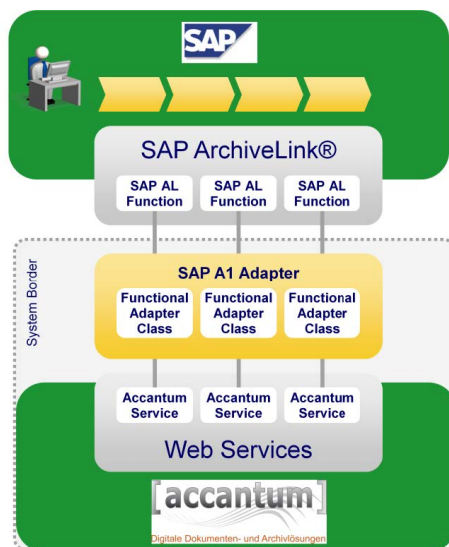 SAP
SAP ArchiveLink®
SAP AL Function
SAP AL Function
SAP AL Function
System Border
SAP A1 Adapter
Functional Adapter Class
Functional Adapter Class
Functional Adapter Class
Accantum Service
Accantum Service
Accantum Service
Web Services
[accantum]
Digitale Dokumenten- und Archivlösungen